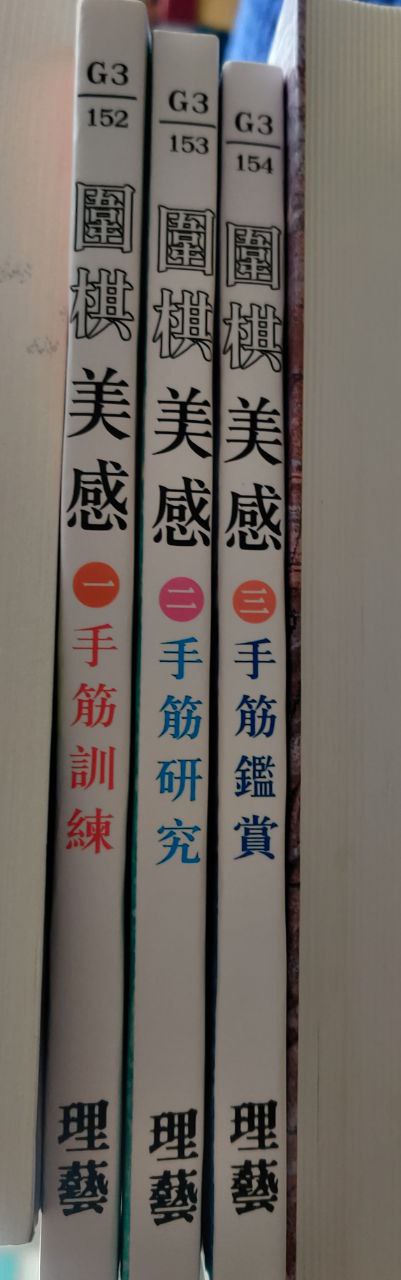 G3
152
圍棋美感
一
手筋訓練
理藝
G3
153
圍棋美感
二
手筋研究
理藝
G3
154
圍棋美感
三
手筋鑑賞
理藝